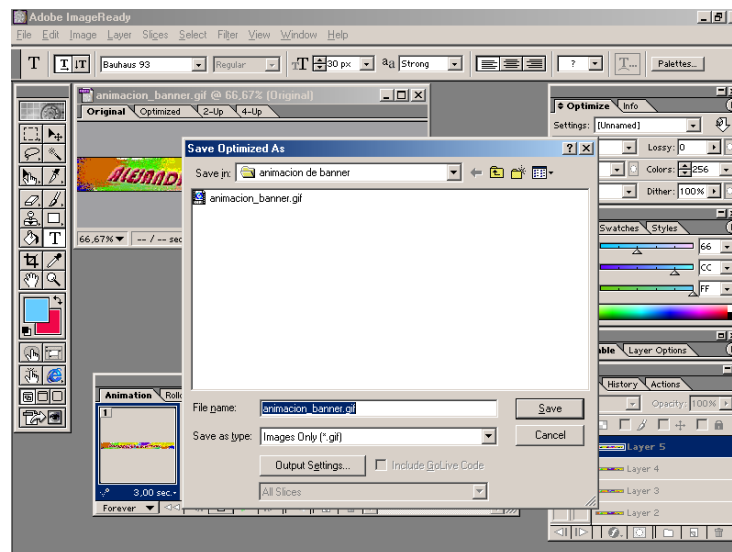 Adobe ImageReady
File Edit Image Layer Slices Select Filter View Window Help
T Bauhaus 93 Regular 30 px aa Strong ? T... Palettes...
animacion_banner.gif @ 66,67% (Original)
Original Optimized 2-Up 4-Up
66,67% -- / -- sec
Save Optimized As
Save in: animacion de banner
animacion_banner.gif
File name: animacion_banner.gif Save
Save as type: Images Only (*.gif) Cancel
Output Settings... Include GoLive Code
All Slices
Optimize Info
Settings: [Unnamed]
Lossy: 0
Colors: 256
Dither: 100%
Swatches Styles
66
CC
FF
Layer Options
History Actions
Opacity: 100%
Layer 5
Layer 4
Layer 3
Layer 2
Animation
1
3,00 sec.
Forever